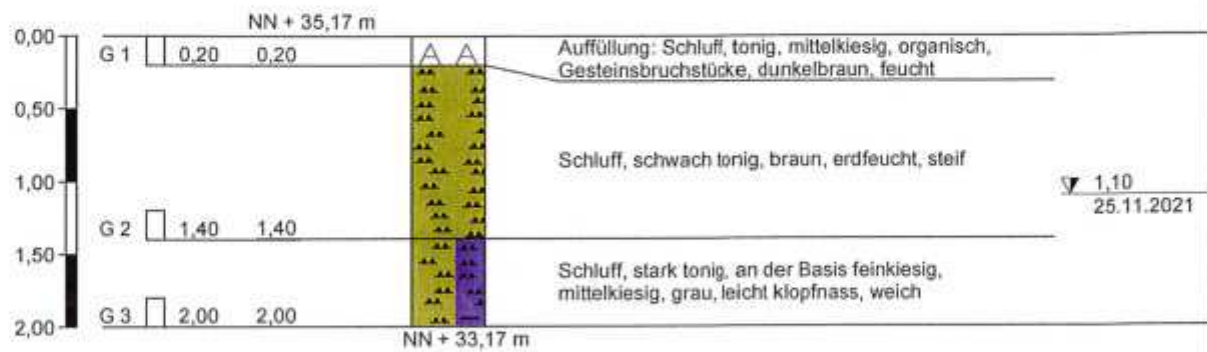 NN + 35,17 m
0,00
G 1 0,20 0,20
A A
Auffüllung: Schluff, tonig, mittelkiesig, organisch,
Gesteinsbruchstücke, dunkelbraun, feucht
0,50
Schluff, schwach tonig, braun, erdfeucht, steif
1,00
1,10
25.11.2021
G 2 1,40 1,40
1,50
Schluff, stark tonig, an der Basis feinkiesig,
mittelkiesig, grau, leicht klopfnass, weich
G 3 2,00 2,00
2,00
NN + 33,17 m